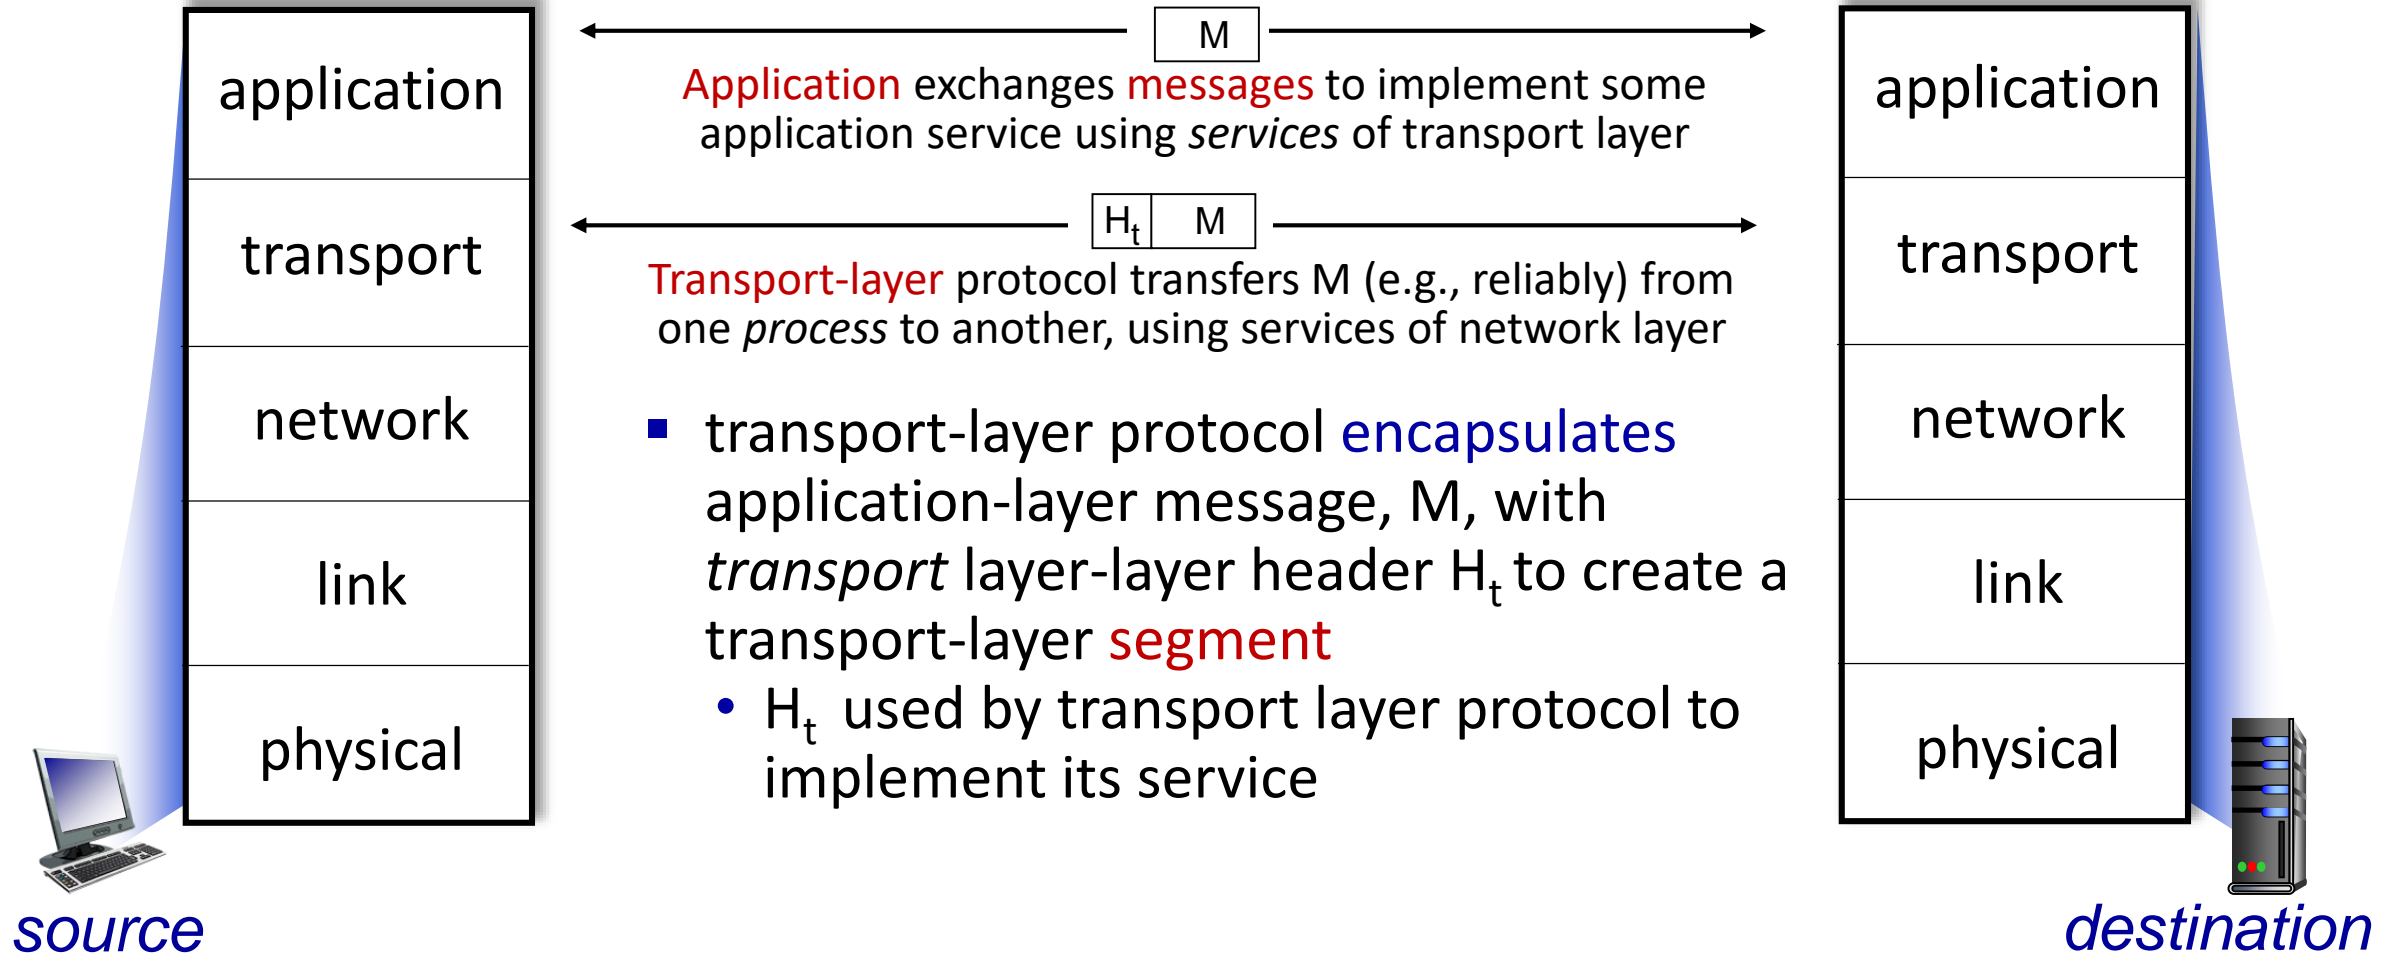 application
transport
network
link
physical
source
M
Application exchanges messages to implement some
application service using services of transport layer
Ht M
Transport-layer protocol transfers M (e.g., reliably) from
one process to another, using services of network layer
transport-layer protocol encapsulates
application-layer message, M, with
transport layer-layer header Ht to create a
transport-layer segment
Ht used by transport layer protocol to
implement its service
application
transport
network
link
physical
destination